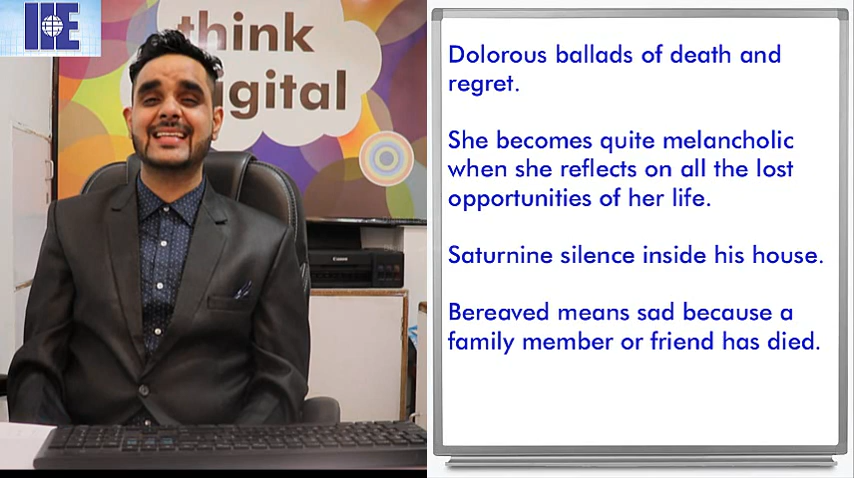 IIE
think
digital
Canon
Dolorous ballads of death and
regret.
She becomes quite melancholic
when she reflects on all the lost
opportunities of her life.
Saturnine silence inside his house.
Bereaved means sad because a
family member or friend has died.